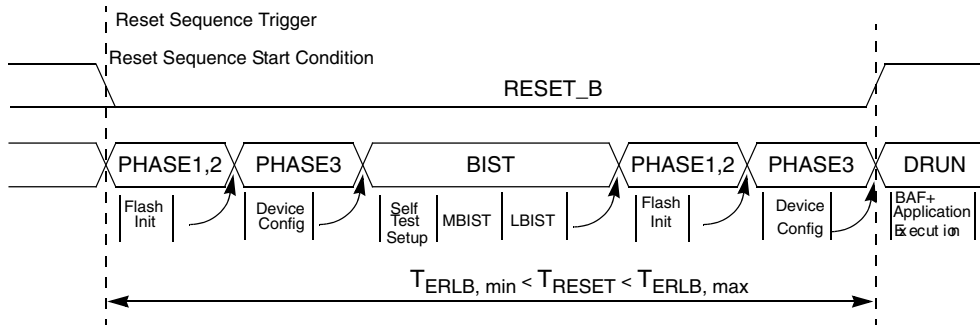 Reset Sequence Trigger
Reset Sequence Start Condition
RESET_B
PHASE1,2 PHASE3 BIST PHASE1,2 PHASE3 DRUN
Flash
Init
Device
Config
Self
Test
Setup
MBIST
LBIST
Flash
Init
Device
Config
BAF+
Application
Execution
TERLB, min < TRESET < TERLB, max